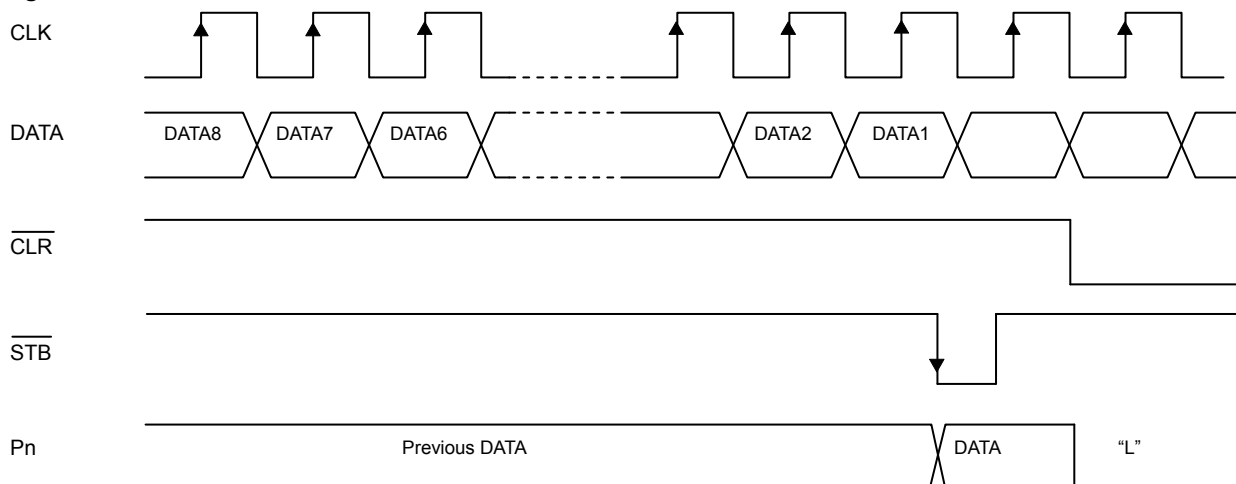 CLK
DATA DATA8 DATA7 DATA6 DATA2 DATA1
CLR
STB
Pn Previous DATA DATA “L”